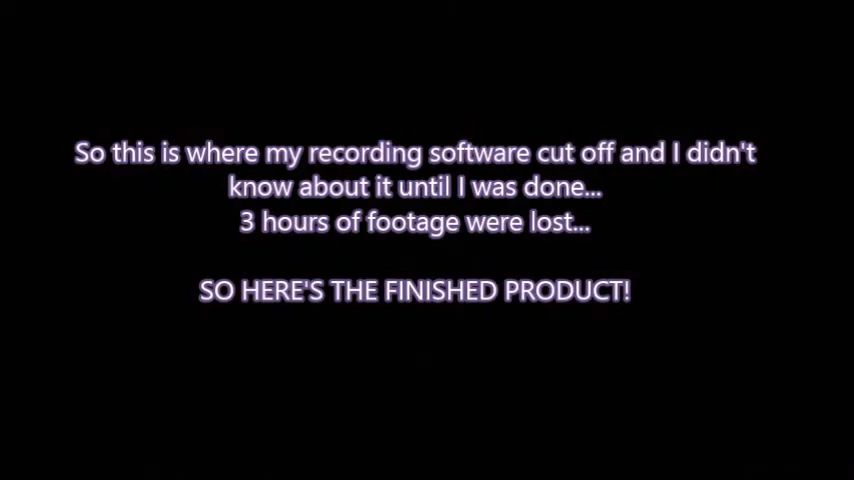 So this is where my recording software cut off and I didn't
know about it until I was done...
3 hours of footage were lost...
SO HERE'S THE FINISHED PRODUCT!